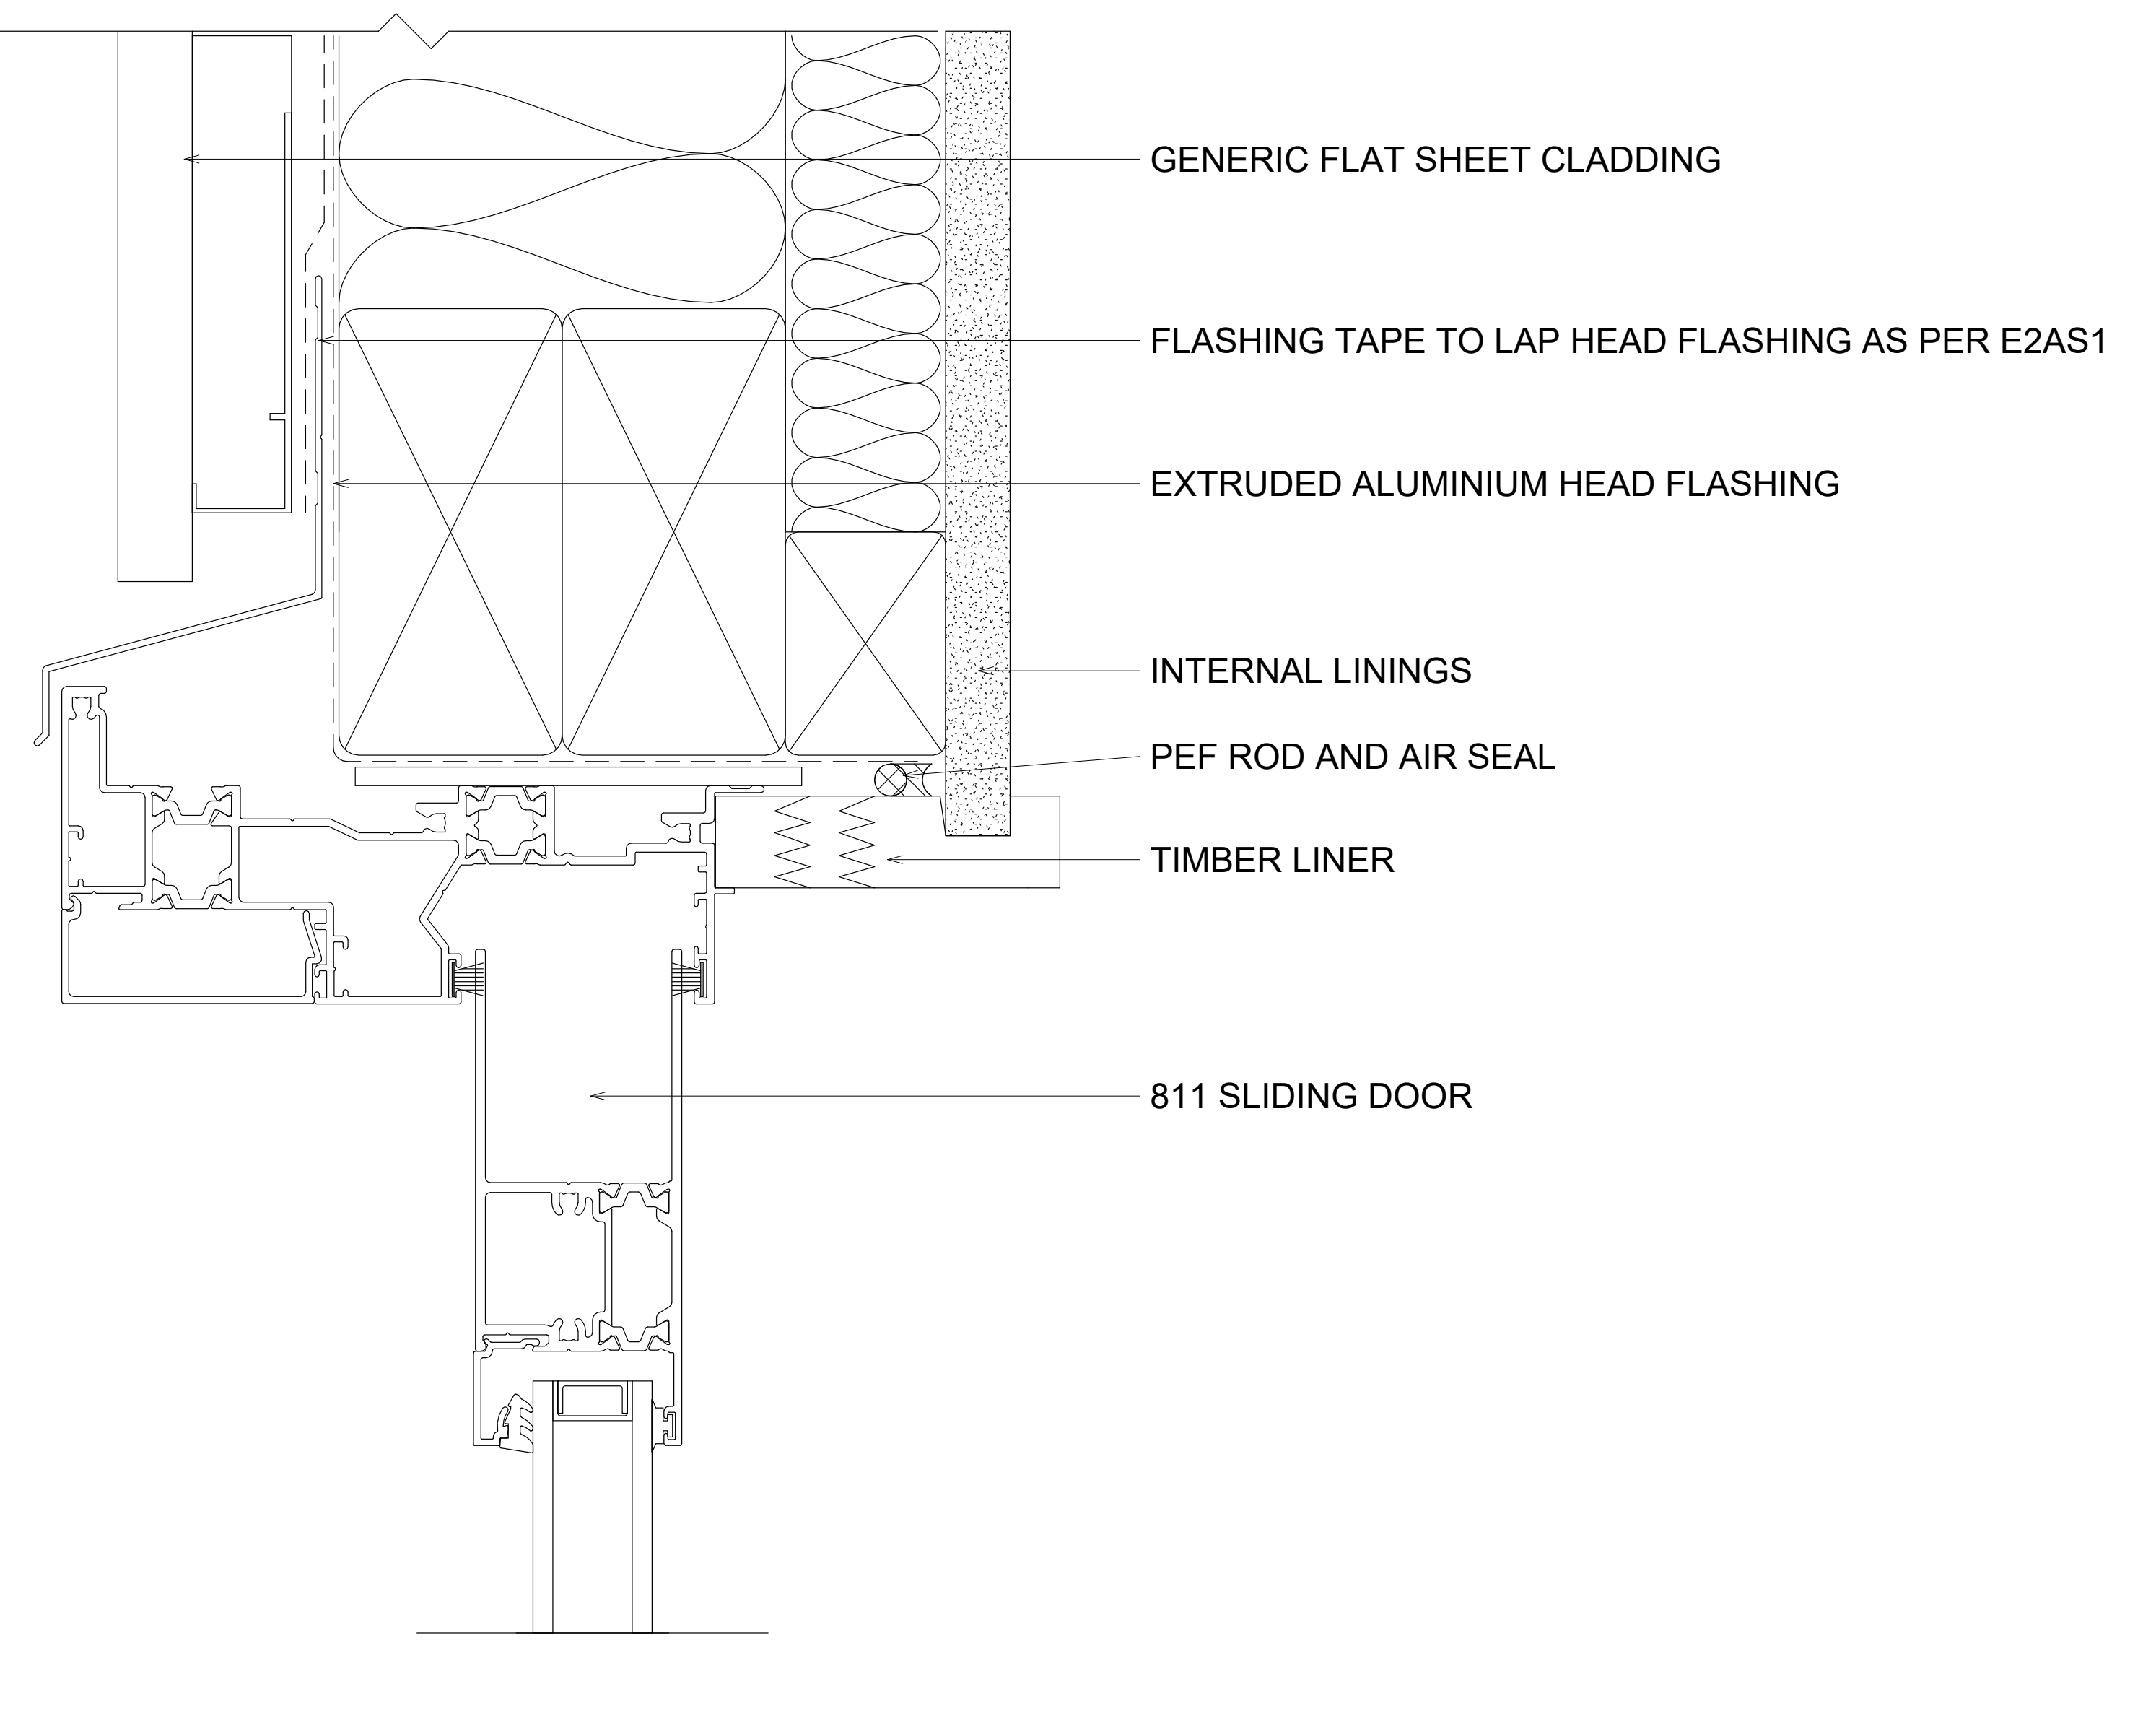 GENERIC FLAT SHEET CLADDING
FLASHING TAPE TO LAP HEAD FLASHING AS PER E2AS1
EXTRUDED ALUMINIUM HEAD FLASHING
INTERNAL LININGS
PEF ROD AND AIR SEAL
TIMBER LINER
811 SLIDING DOOR